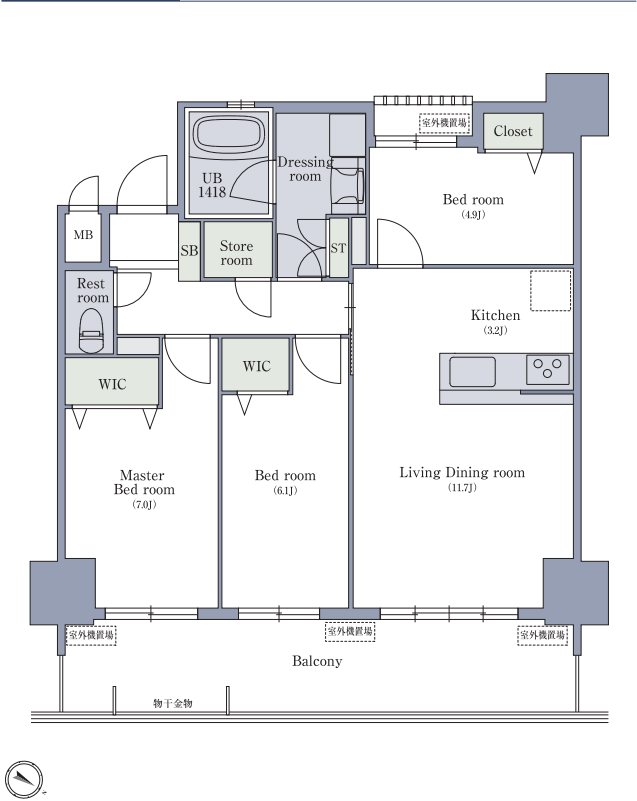 室外機置場
Closet
UB
1418
Dressing
room
Bed room
(4.9J)
MB
SB
Store
room
ST
Rest
room
Kitchen
(3.2J)
WIC
WIC
Master
Bed room
(7.0J)
Bed room
(6.1J)
Living Dining room
(11.7J)
室外機置場
室外機置場
室外機置場
Balcony
物干金物